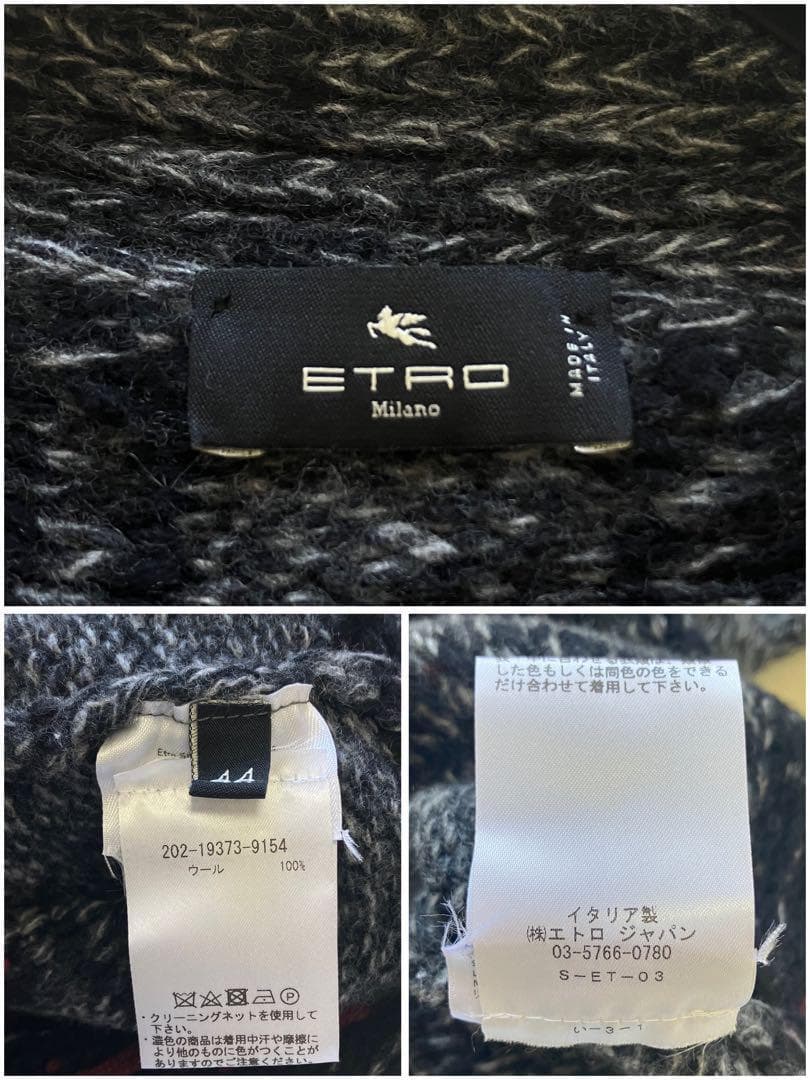 ETRO
Milano
MADE IN
ITALY
44
202-19373-9154
ウール 100%
・クリーニングネットを使用して
下さい。
・濃色の商品は着用中汗や摩擦に
より他のものに色がつくことが
ありますのでご注意ください。
した色もしくは同色の色をできる
だけ合わせて着用して下さい。
イタリア製
(株)エトロ ジャパン
03-5766-0780
S-ET-03
い-3-1